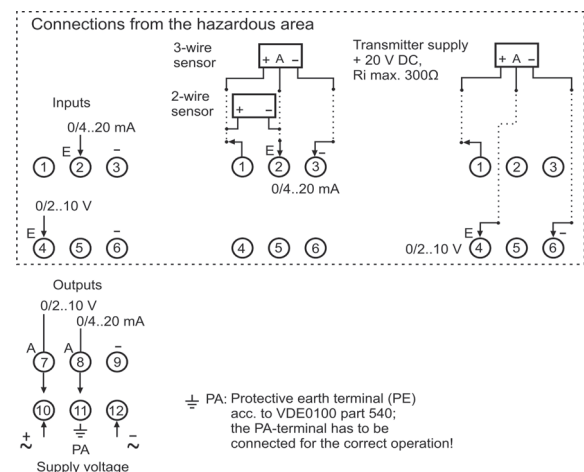 Connections from the hazardous area
3-wire
sensor
+ A –
2-wire
sensor
+ –
Transmitter supply
+ 20 V DC,
Ri max. 300Ω
+ A –
Inputs
0/4..20 mA
E –
1 2 3
E –
1 2 3
0/4..20 mA
1 2 3
0/2..10 V
E –
4 5 6
4 5 6
0/2..10 V
E –
4 5 6
Outputs
0/2..10 V
0/4..20 mA
A A –
7 8 9
10 11 12
+ ~
PA
– ~
Supply voltage
PA: Protective earth terminal (PE)
acc. to VDE0100 part 540;
the PA-terminal has to be
connected for the correct operation!